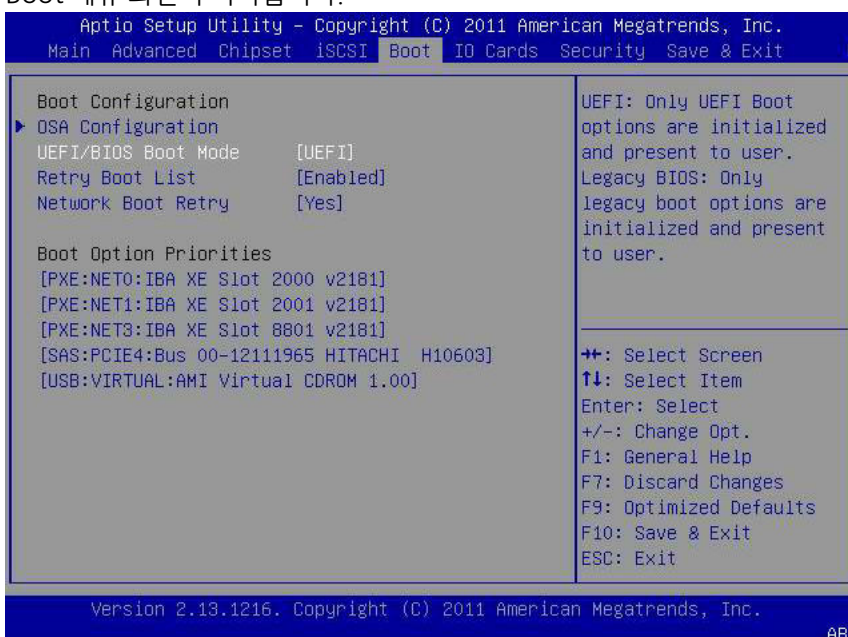 Aptio Setup Utility – Copyright (C) 2011 American Megatrends, Inc.
Main Advanced Chipset iSCSI Boot IO Cards Security Save & Exit
Boot Configuration
OSA Configuration
UEFI/BIOS Boot Mode [UEFI]
Retry Boot List [Enabled]
Network Boot Retry [Yes]
Boot Option Priorities
[PXE:NET0:IBA XE Slot 2000 v2181]
[PXE:NET1:IBA XE Slot 2001 v2181]
[PXE:NET3:IBA XE Slot 8801 v2181]
[SAS:PCIE4:Bus 00-12111965 HITACHI H10603]
[USB:VIRTUAL:AMI Virtual CDROM 1.00]
UEFI: Only UEFI Boot
options are initialized
and present to user.
Legacy BIOS: Only
legacy boot options are
initialized and present
to user.
→←: Select Screen
↑↓: Select Item
Enter: Select
+/-: Change Opt.
F1: General Help
F7: Discard Changes
F9: Optimized Defaults
F10: Save & Exit
ESC: Exit
Version 2.13.1216. Copyright (C) 2011 American Megatrends, Inc.
AB